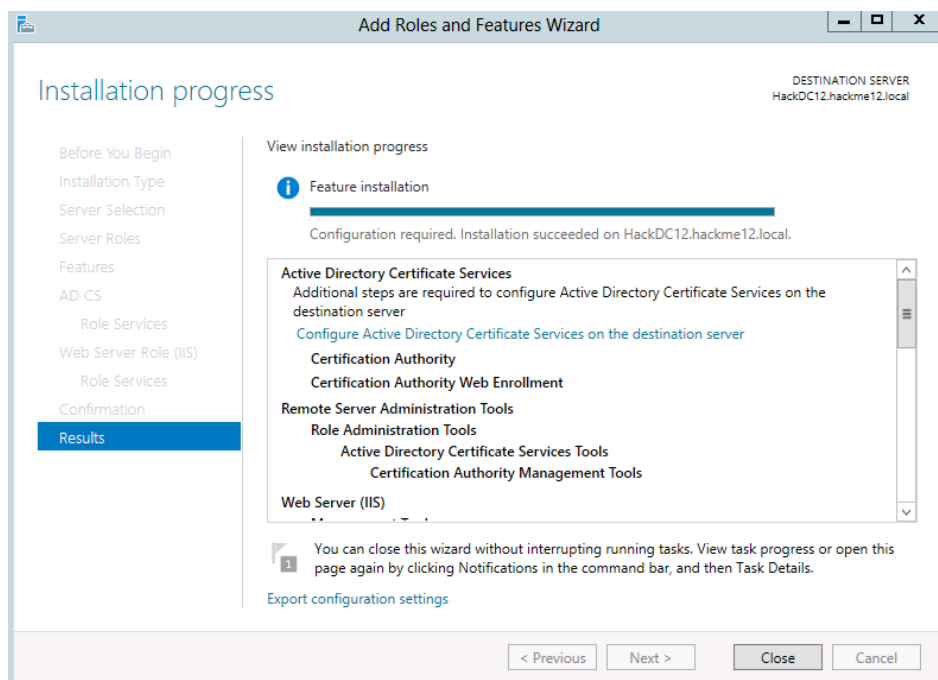 Add Roles and Features Wizard
Installation progress
DESTINATION SERVER
HackDC12.hackme12.local
Before You Begin
Installation Type
Server Selection
Server Roles
Features
AD CS
Role Services
Web Server Role (IIS)
Role Services
Confirmation
Results
View installation progress
Feature installation
Configuration required. Installation succeeded on HackDC12.hackme12.local.
Active Directory Certificate Services
Additional steps are required to configure Active Directory Certificate Services on the
destination server
Configure Active Directory Certificate Services on the destination server
Certification Authority
Certification Authority Web Enrollment
Remote Server Administration Tools
Role Administration Tools
Active Directory Certificate Services Tools
Certification Authority Management Tools
Web Server (IIS)
1
You can close this wizard without interrupting running tasks. View task progress or open this
page again by clicking Notifications in the command bar, and then Task Details.
Export configuration settings
< Previous
Next >
Close
Cancel